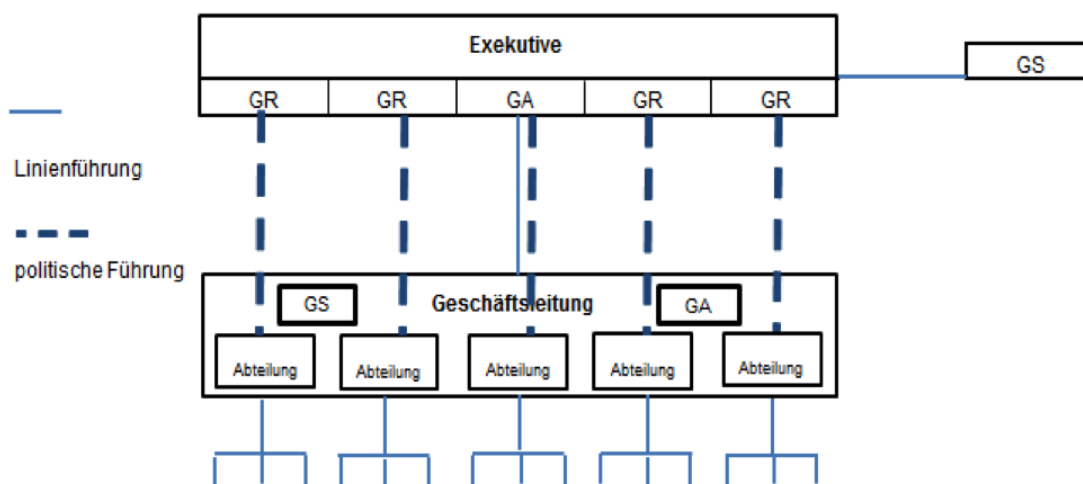 Exekutive
GS
GR GR GA GR GR
Linienführung
politische Führung
GS Geschäftsleitung GA
Abteilung Abteilung Abteilung Abteilung Abteilung